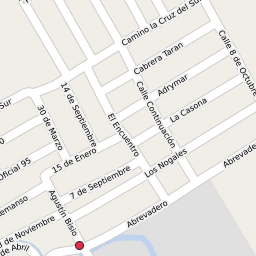 Camino la Cruz del Sur
Calle 8 de Octubre
Cabrera Taran
Adrymar
Calle Continuación
La Casona
14 de Septiembre
30 de Marzo
El Encuentro
Sur
15 de Enero
Los Nogales
Abrevadero
Oficial 95
7 de Septiembre
Agustín Bisio
Abrevadero
de Noviembre
de Abril